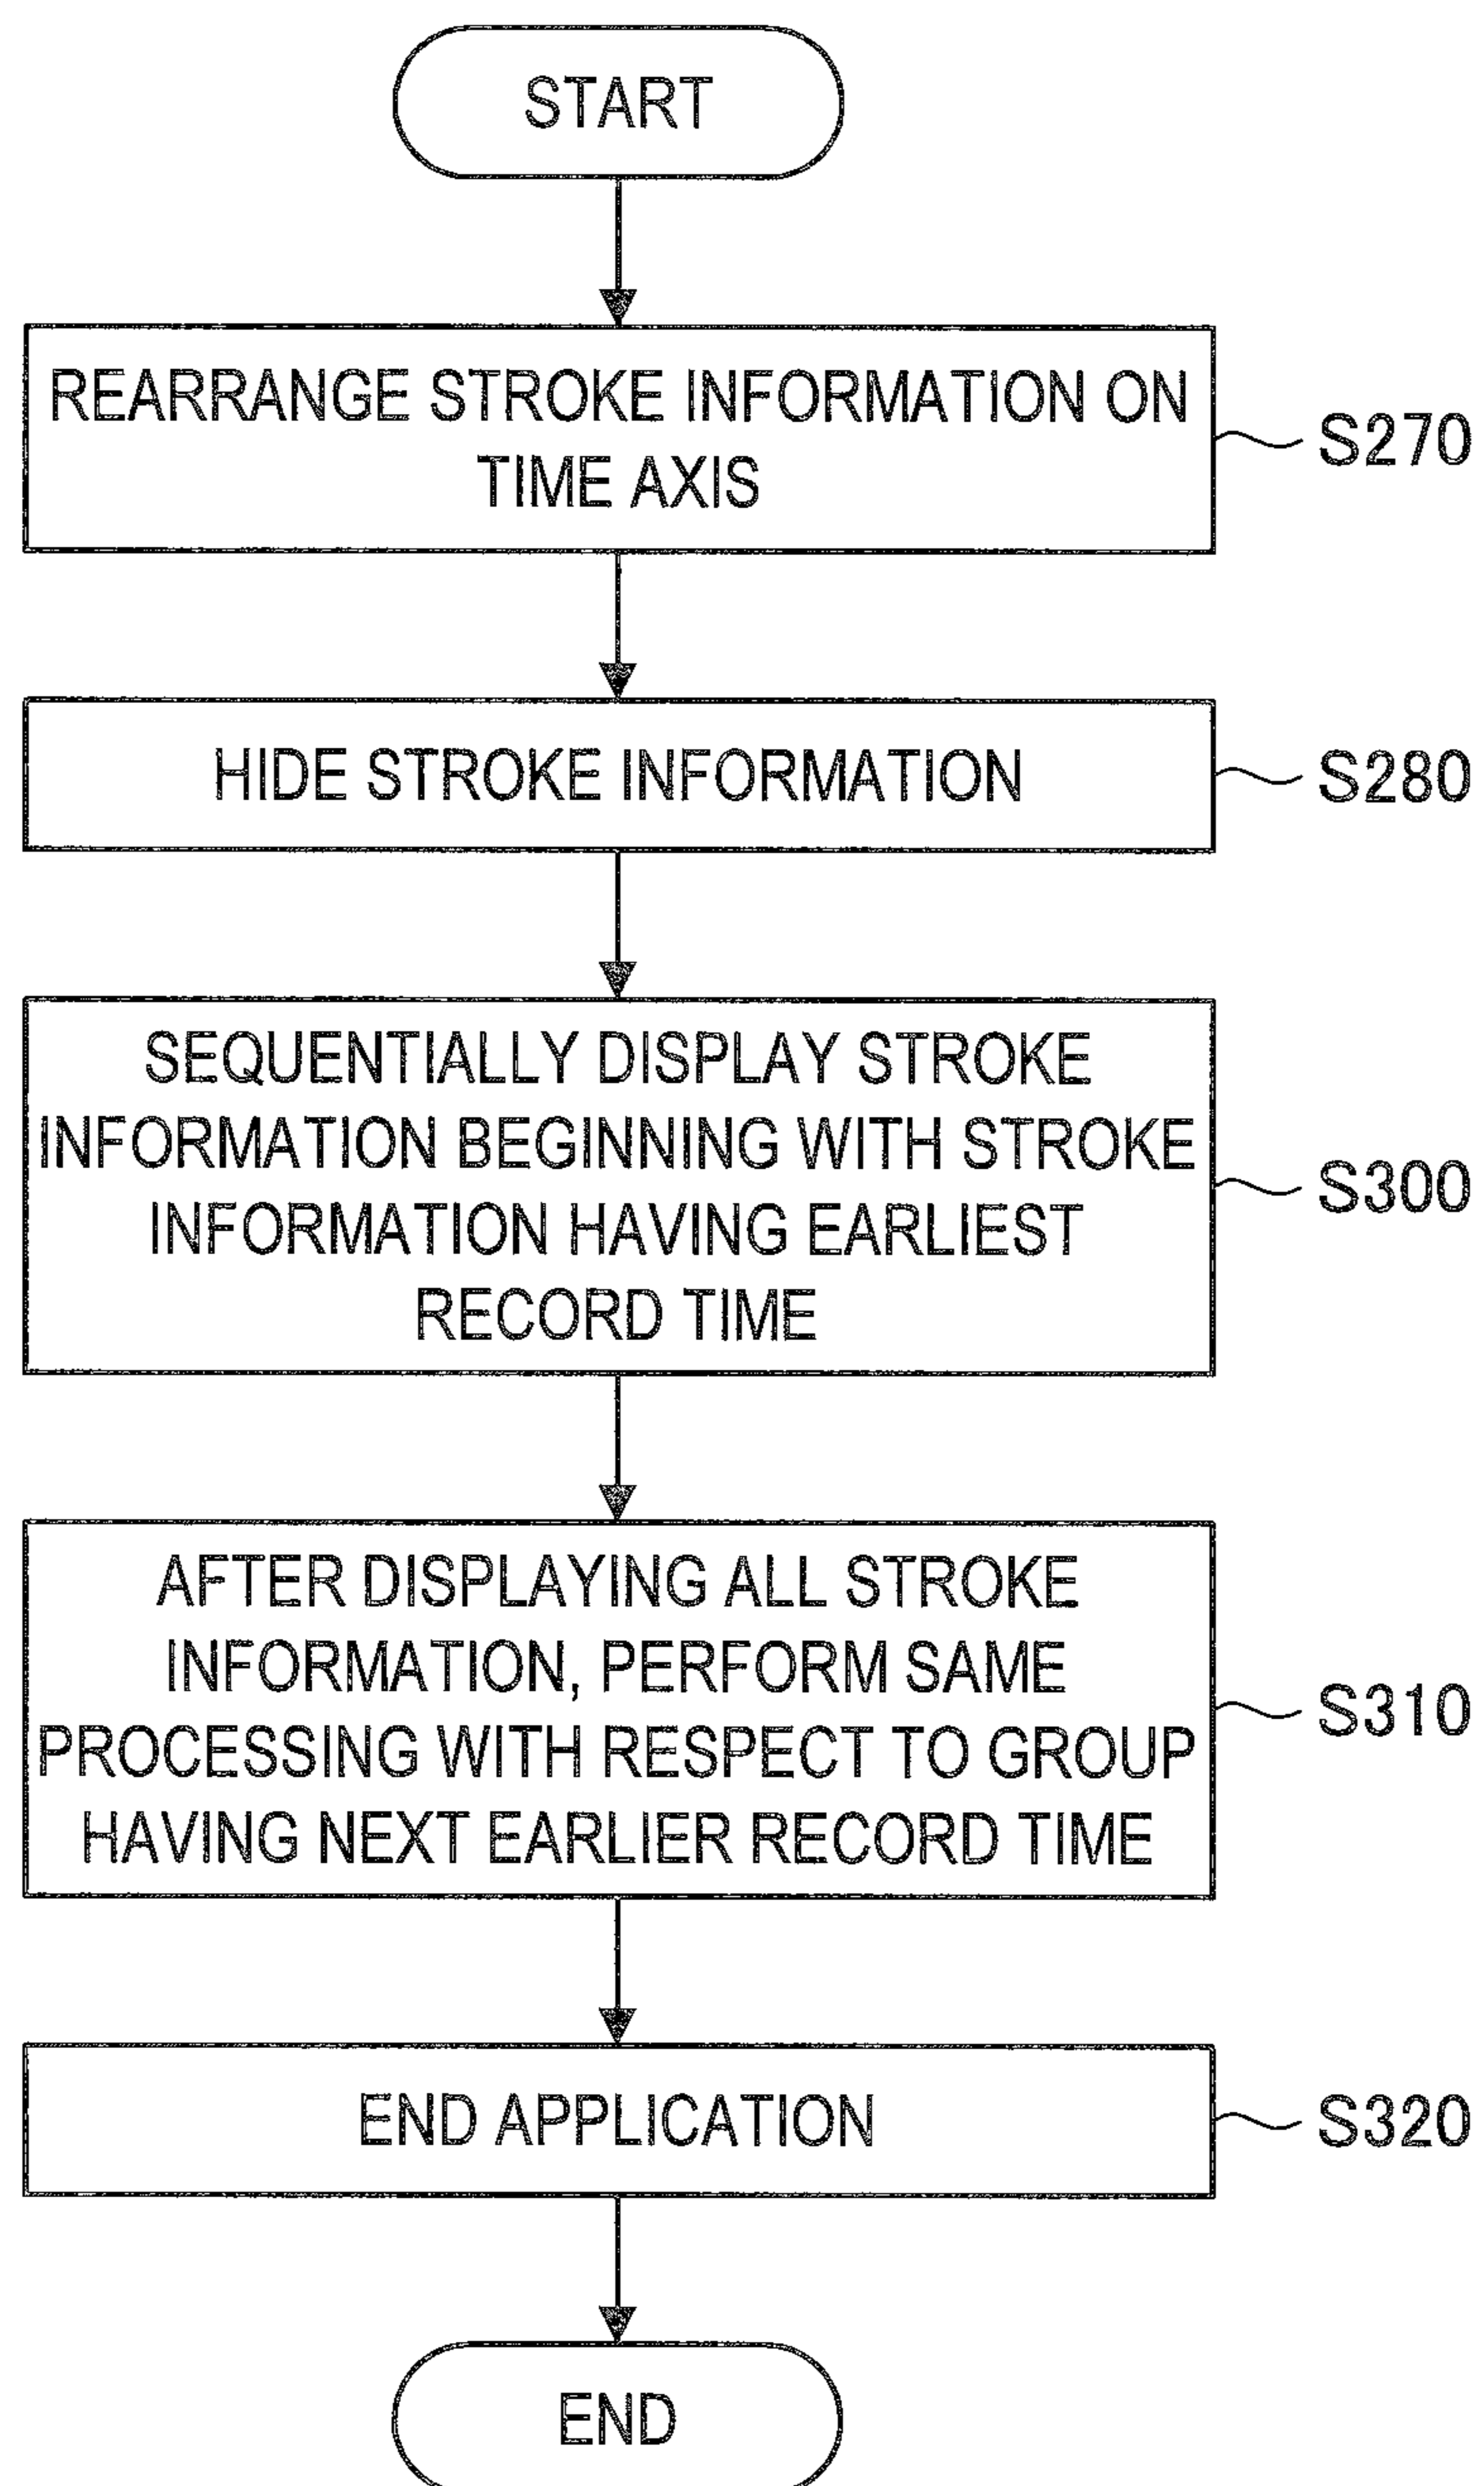 START
REARRANGE STROKE INFORMATION ON
TIME AXIS
S270
HIDE STROKE INFORMATION
S280
SEQUENTIALLY DISPLAY STROKE
INFORMATION BEGINNING WITH STROKE
INFORMATION HAVING EARLIEST
RECORD TIME
S300
AFTER DISPLAYING ALL STROKE
INFORMATION, PERFORM SAME
PROCESSING WITH RESPECT TO GROUP
HAVING NEXT EARLIER RECORD TIME
S310
END APPLICATION
S320
END